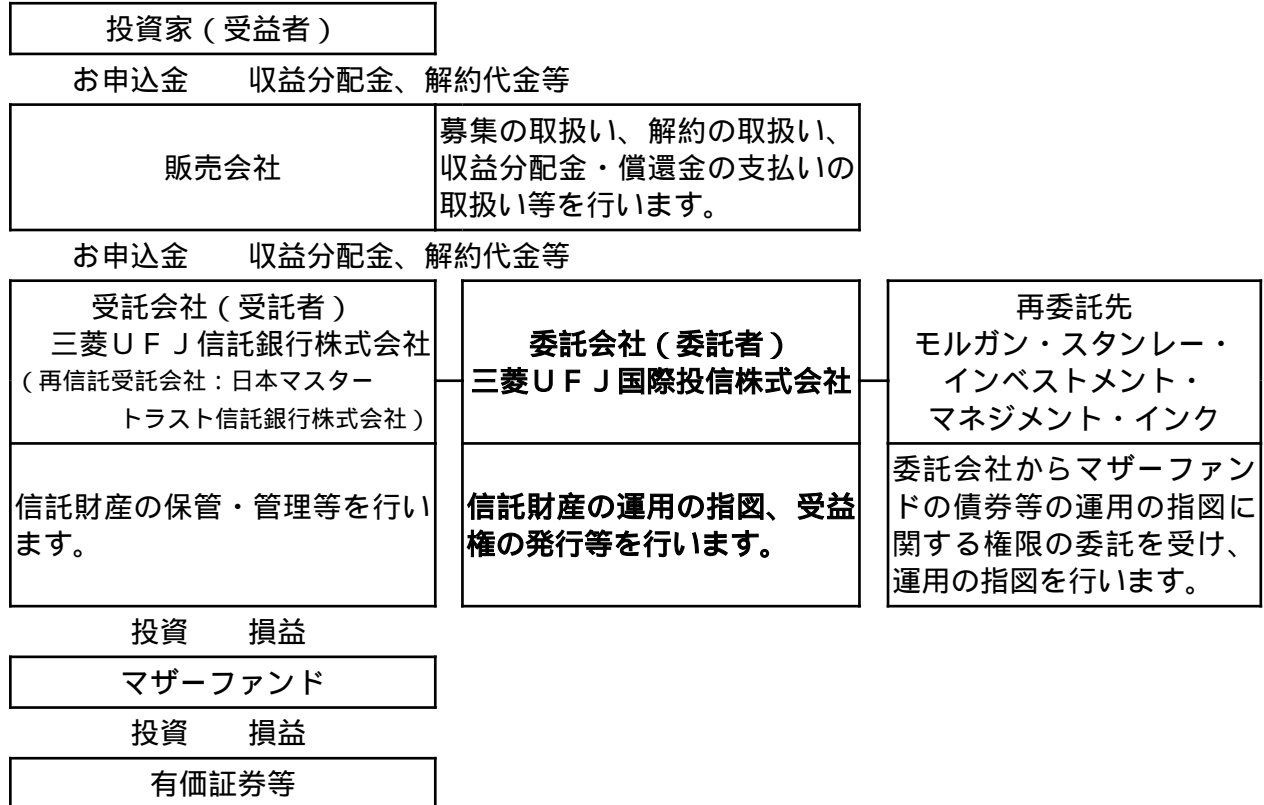 投資家（受益者）
お申込金　　収益分配金、解約代金等
販売会社
募集の取扱い、解約の取扱い、
収益分配金・償還金の支払いの
取扱い等を行います。
お申込金　　収益分配金、解約代金等
受託会社（受託者）
三菱ＵＦＪ信託銀行株式会社
（再信託受託会社：日本マスター
トラスト信託銀行株式会社）
委託会社（委託者）
三菱ＵＦＪ国際投信株式会社
再委託先
モルガン・スタンレー・
インベストメント・
マネジメント・インク
信託財産の保管・管理等を行い
ます。
信託財産の運用の指図、受益
権の発行等を行います。
委託会社からマザーファン
ドの債券等の運用の指図に
関する権限の委託を受け、
運用の指図を行います。
投資　　損益
マザーファンド
投資　　損益
有価証券等